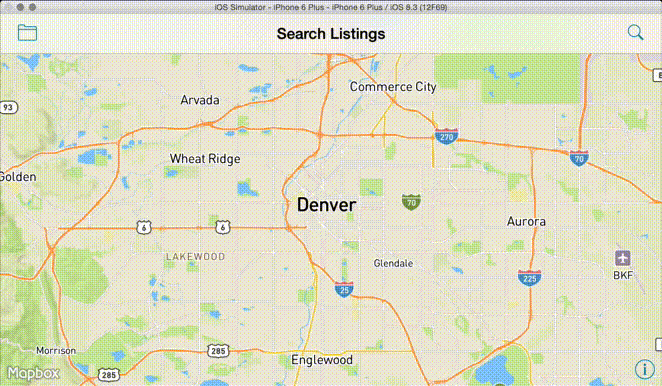 iOS Simulator - iPhone 6 Plus - iPhone 6 Plus / iOS 8.3 (12F69)
Search Listings
Commerce City
Arvada
93
270
70
Wheat Ridge
Golden
Denver
70
Aurora
6
6
LAKEWOOD
Glendale
BKF
225
25
Morrison
285
Englewood
285
Mapbox
i